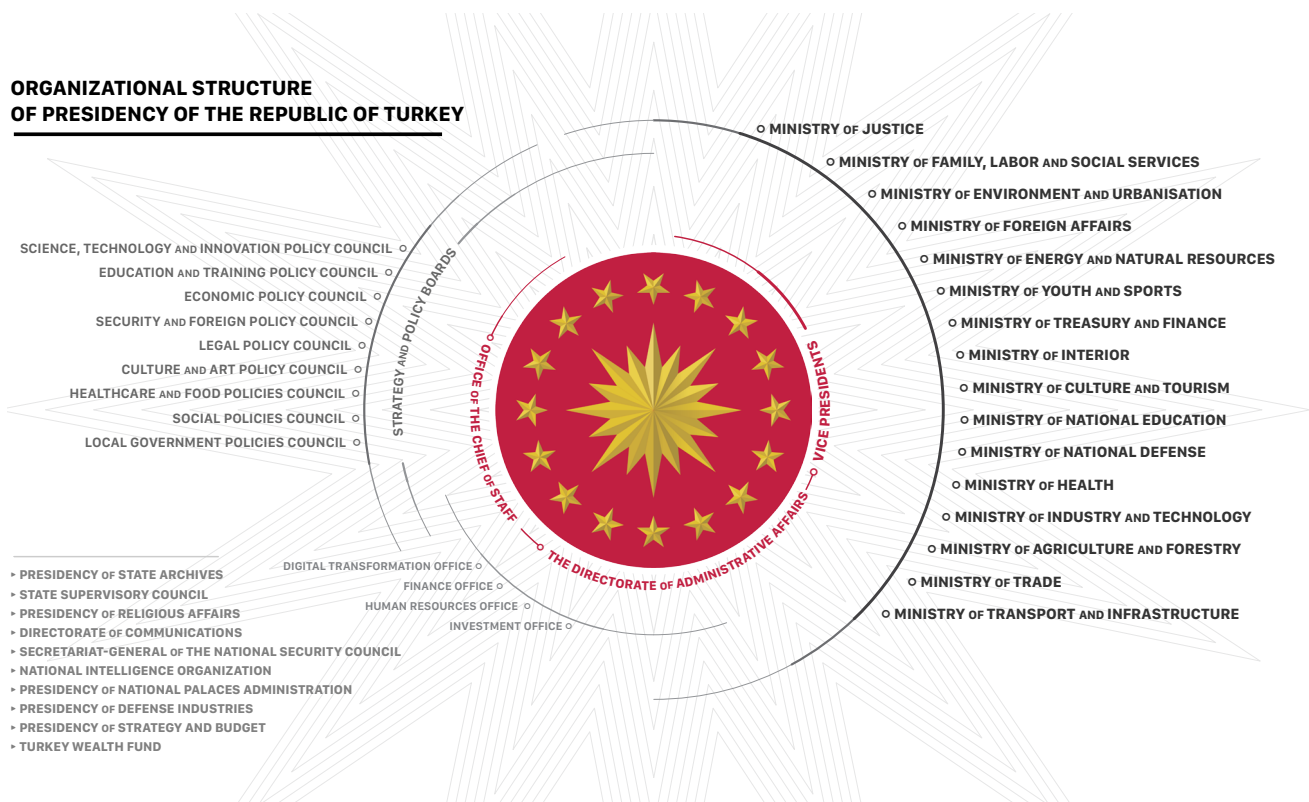 ORGANIZATIONAL STRUCTURE
OF PRESIDENCY OF THE REPUBLIC OF TURKEY
SCIENCE, TECHNOLOGY AND INNOVATION POLICY COUNCIL
EDUCATION AND TRAINING POLICY COUNCIL
ECONOMIC POLICY COUNCIL
SECURITY AND FOREIGN POLICY COUNCIL
LEGAL POLICY COUNCIL
CULTURE AND ART POLICY COUNCIL
HEALTHCARE AND FOOD POLICIES COUNCIL
SOCIAL POLICIES COUNCIL
LOCAL GOVERNMENT POLICIES COUNCIL
STRATEGY AND POLICY BOARDS
OFFICE OF THE CHIEF OF STAFF
VICE PRESIDENTS
THE DIRECTORATE OF ADMINISTRATIVE AFFAIRS
DIGITAL TRANSFORMATION OFFICE
FINANCE OFFICE
HUMAN RESOURCES OFFICE
INVESTMENT OFFICE
MINISTRY OF JUSTICE
MINISTRY OF FAMILY, LABOR AND SOCIAL SERVICES
MINISTRY OF ENVIRONMENT AND URBANISATION
MINISTRY OF FOREIGN AFFAIRS
MINISTRY OF ENERGY AND NATURAL RESOURCES
MINISTRY OF YOUTH AND SPORTS
MINISTRY OF TREASURY AND FINANCE
MINISTRY OF INTERIOR
MINISTRY OF CULTURE AND TOURISM
MINISTRY OF NATIONAL EDUCATION
MINISTRY OF NATIONAL DEFENSE
MINISTRY OF HEALTH
MINISTRY OF INDUSTRY AND TECHNOLOGY
MINISTRY OF AGRICULTURE AND FORESTRY
MINISTRY OF TRADE
MINISTRY OF TRANSPORT AND INFRASTRUCTURE
PRESIDENCY OF STATE ARCHIVES
STATE SUPERVISORY COUNCIL
PRESIDENCY OF RELIGIOUS AFFAIRS
DIRECTORATE OF COMMUNICATIONS
SECRETARIAT-GENERAL OF THE NATIONAL SECURITY COUNCIL
NATIONAL INTELLIGENCE ORGANIZATION
PRESIDENCY OF NATIONAL PALACES ADMINISTRATION
PRESIDENCY OF DEFENSE INDUSTRIES
PRESIDENCY OF STRATEGY AND BUDGET
TURKEY WEALTH FUND